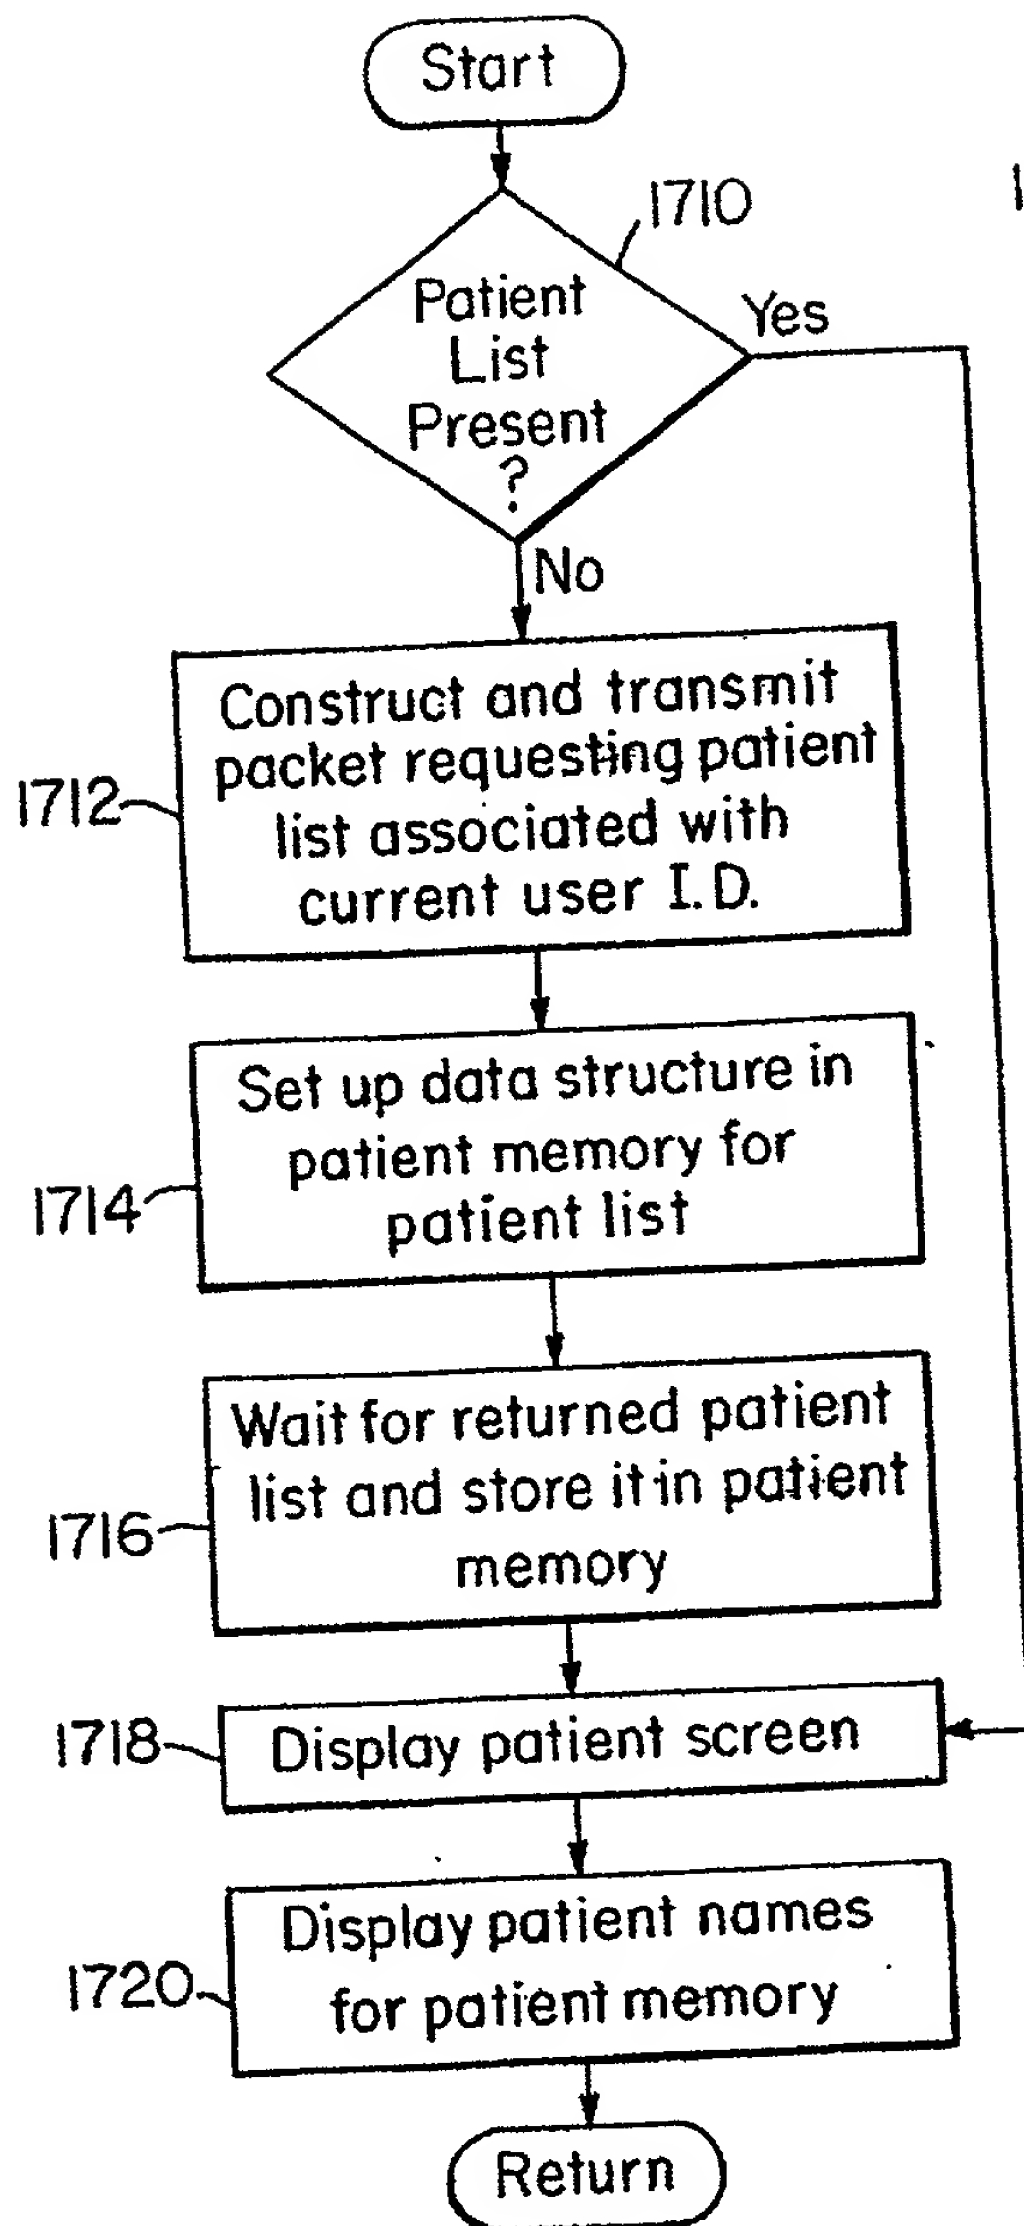 Start
1710
Patient
List
Present
?
Yes
No
Construct and transmit
packet requesting patient
list associated with
current user I.D.
1712
Set up data structure in
patient memory for
patient list
1714
Wait for returned patient
list and store it in patient
memory
1716
Display patient screen
1718
Display patient names
for patient memory
1720
Return